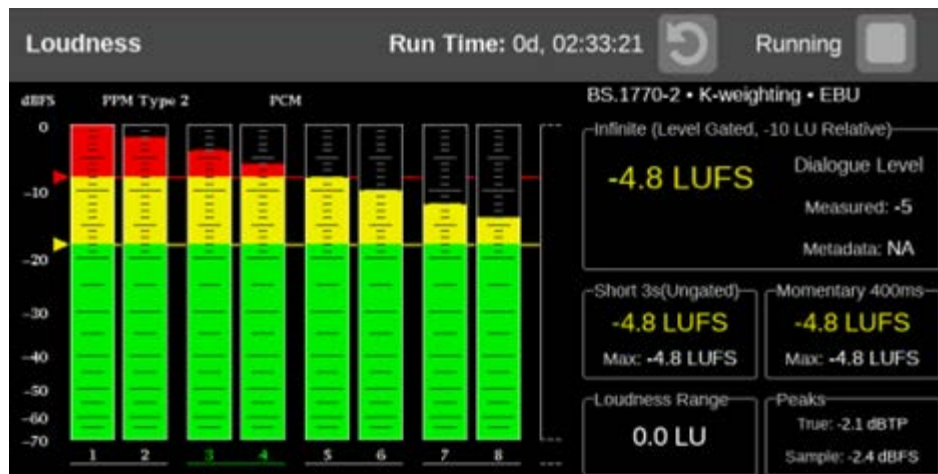 Loudness
Run Time: 0d, 02:33:21
Running
dBFS PPM Type 2 PCM
0
-10
-20
-30
-40
-50
-60
-70
1 2 3 4 5 6 7 8
BS.1770-2 • K-weighting • EBU
Infinite (Level Gated, -10 LU Relative)
-4.8 LUFS
Dialogue Level
Measured: -5
Metadata: NA
Short 3s(Ungated)
-4.8 LUFS
Max: -4.8 LUFS
Momentary 400ms
-4.8 LUFS
Max: -4.8 LUFS
Loudness Range
0.0 LU
Peaks
True: -2.1 dBTP
Sample: -2.4 dBFS